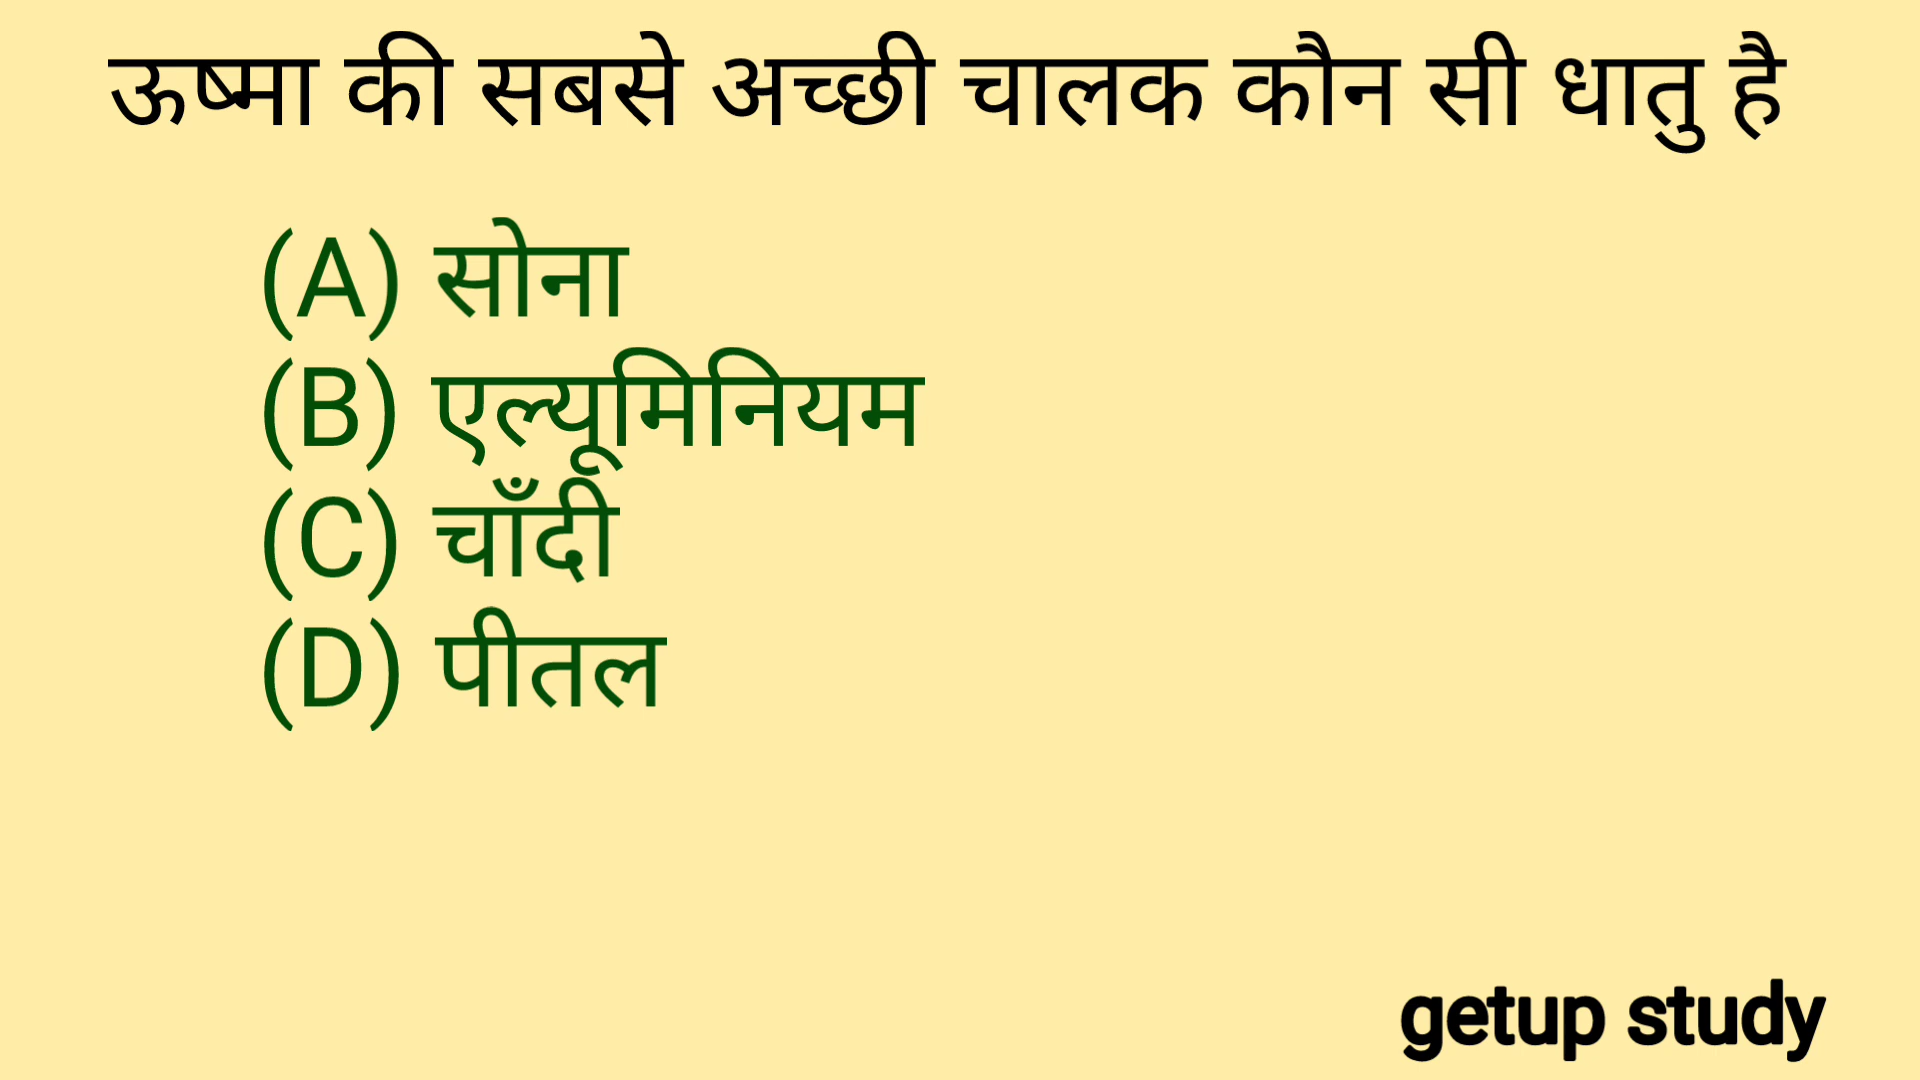 ऊष्मा की सबसे अच्छी चालक कौन सी धातु है
(A) सोना
(B) एल्यूमिनियम
(C) चाँदी
(D) पीतल
getup study